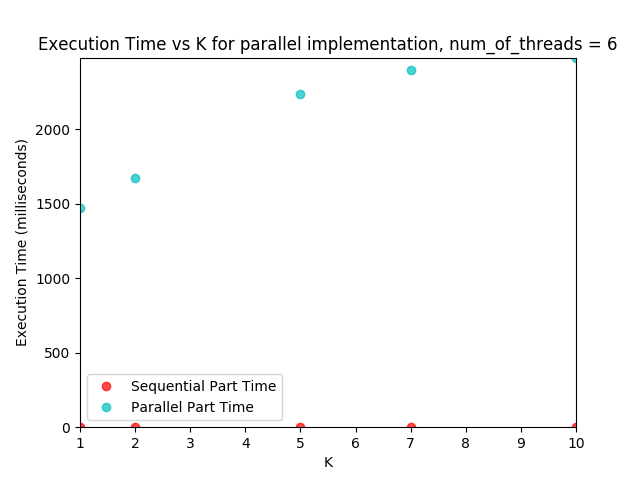 Execution Time vs K for parallel implementation, num_of_threads = 6
2000
1500
1000
500
0
Execution Time (milliseconds)
Sequential Part Time
Parallel Part Time
1 2 3 4 5 6 7 8 9 10
K